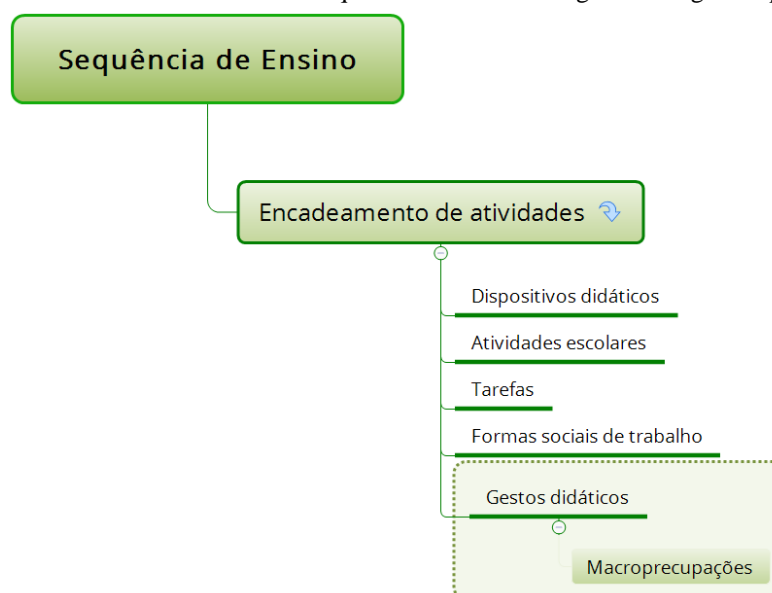 Sequência de Ensino
Encadeamento de atividades
Dispositivos didáticos
Atividades escolares
Tarefas
Formas sociais de trabalho
Gestos didáticos
Macroprecupações